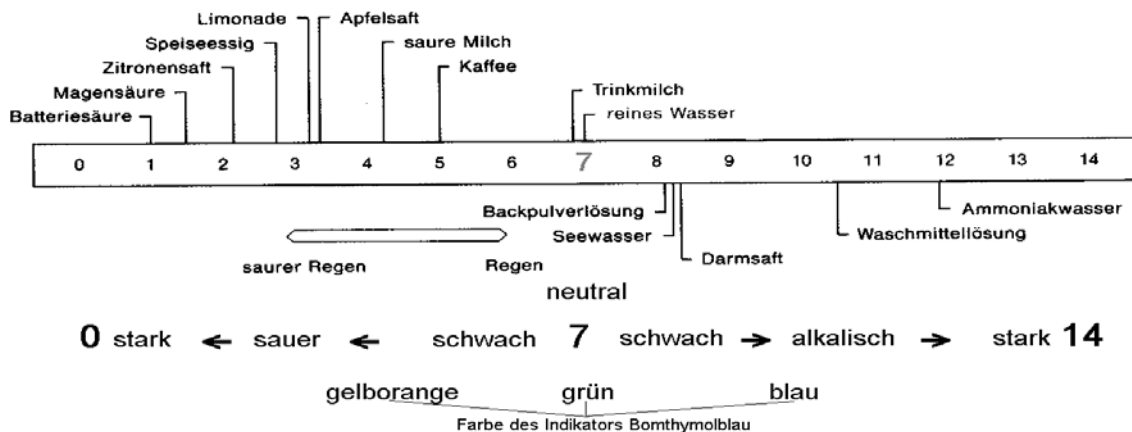 Limonade Apfelsaft
Speiseessig saure Milch
Zitronensaft Kaffee
Magensäure Trinkmilch
Batteriesäure reines Wasser
0 1 2 3 4 5 6 7 8 9 10 11 12 13 14
Backpulverlösung Ammoniakwasser
Seewasser Waschmittellösung
saurer Regen Regen Darmsaft
neutral
0 stark ← sauer ← schwach 7 schwach → alkalisch → stark 14
gelborange grün blau
Farbe des Indikators Bomthymolblau